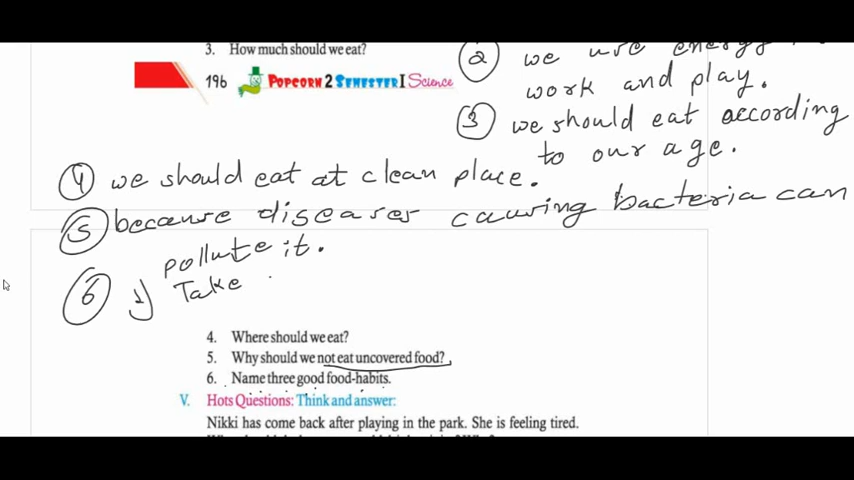 3. How much should we eat?
196 POPCORN 2 SEMESTER I Science
② we use energy
work and play.
③ we should eat according
to our age.
④ we should eat at clean place.
⑤ because diseases causing bacteria can
pollute it.
⑥ 1) Take
4. Where should we eat?
5. Why should we not eat uncovered food?
6. Name three good food-habits.
V. Hots Questions: Think and answer:
Nikki has come back after playing in the park. She is feeling tired.